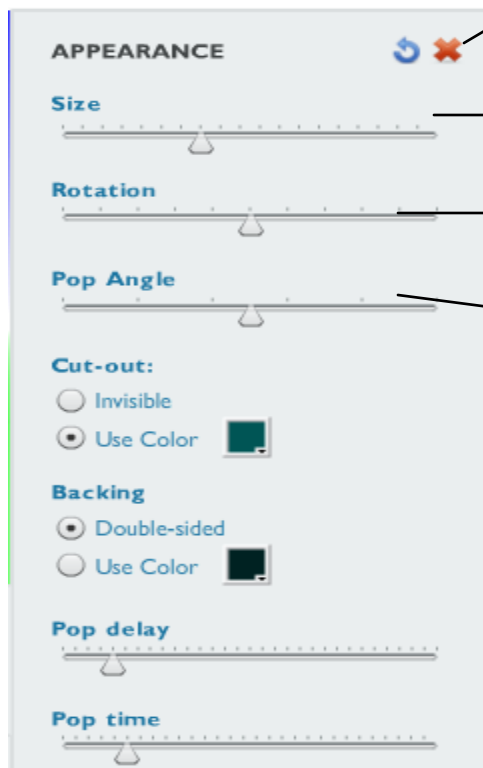 APPEARANCE
Size
Rotation
Pop Angle
Cut-out:
Invisible
Use Color
Backing
Double-sided
Use Color
Pop delay
Pop time